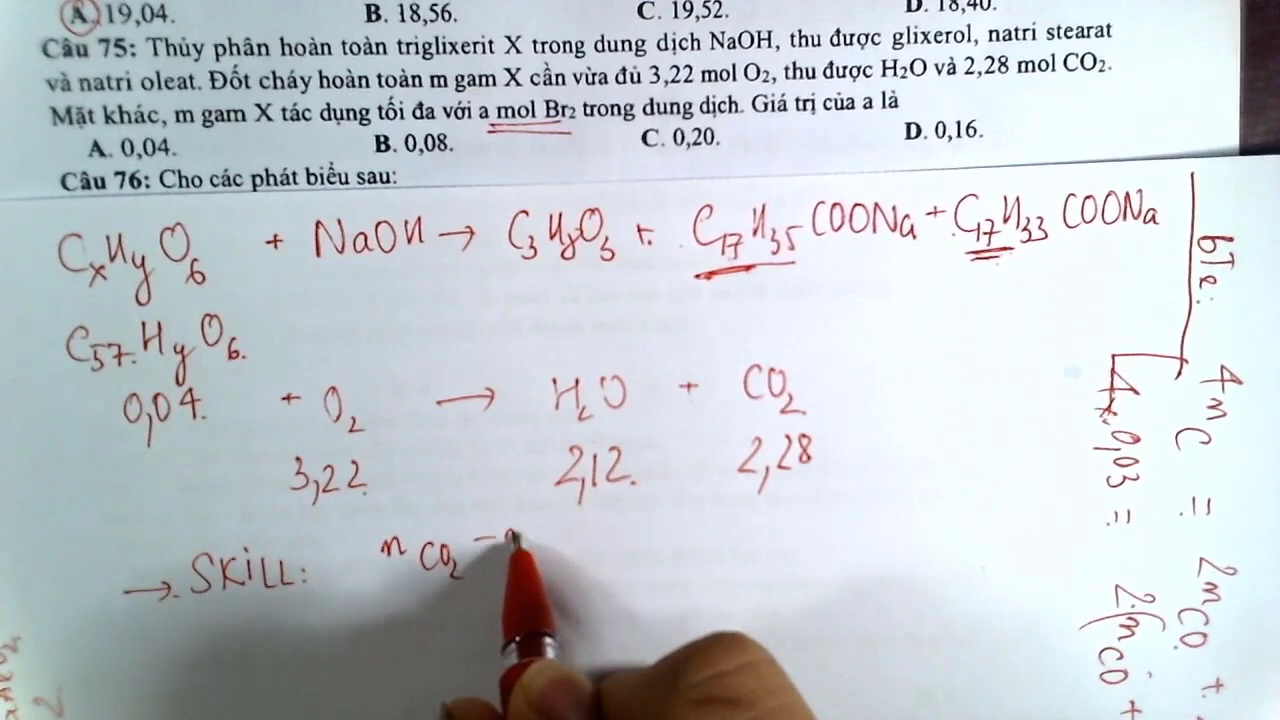 A. 19,04. B. 18,56. C. 19,52. D. 18,40.
Câu 75: Thủy phân hoàn toàn triglixerit X trong dung dịch NaOH, thu được glixerol, natri stearat
và natri oleat. Đốt cháy hoàn toàn m gam X cần vừa đủ 3,22 mol O₂, thu được H₂O và 2,28 mol CO₂.
Mặt khác, m gam X tác dụng tối đa với a mol Br₂ trong dung dịch. Giá trị của a là
A. 0,04. B. 0,08. C. 0,20. D. 0,16.
Câu 76: Cho các phát biểu sau:
CxHyO6 + NaOH → C3H8O3 + C17H35COONa + C17H33COONa
C57HyO6.
0,04. + O2 → H2O + CO2
3,22. 2,12. 2,28
→ SKiLL: nCO2 -
bTe: 4nC = 2nCO +
4x0,03 = 2(nCO +